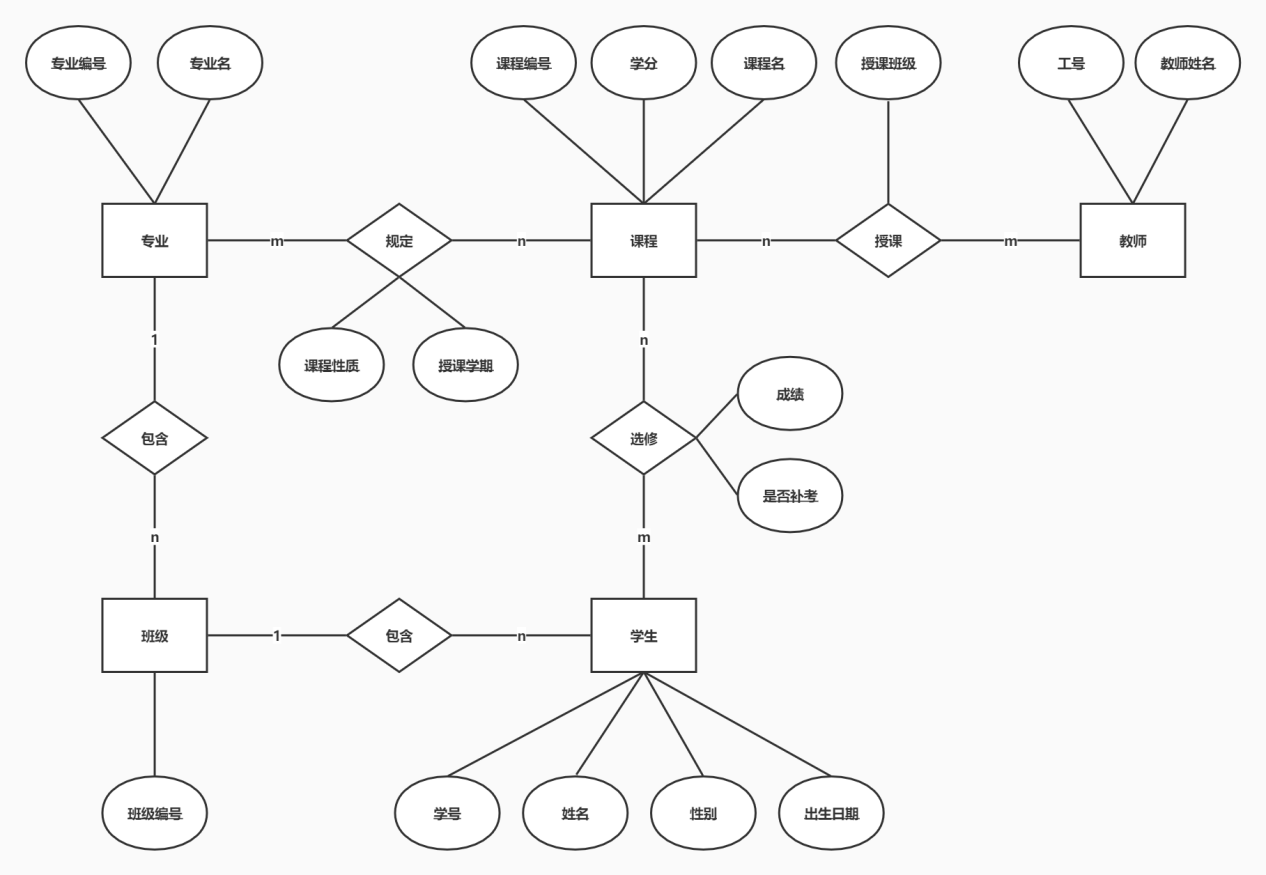 专业编号
专业名
课程编号
学分
课程名
授课班级
工号
教师姓名
专业
m
规定
n
课程
n
授课
m
教师
1
n
课程性质
授课学期
成绩
包含
选修
是否补考
n
m
班级
1
包含
n
学生
班级编号
学号
姓名
性别
出生日期